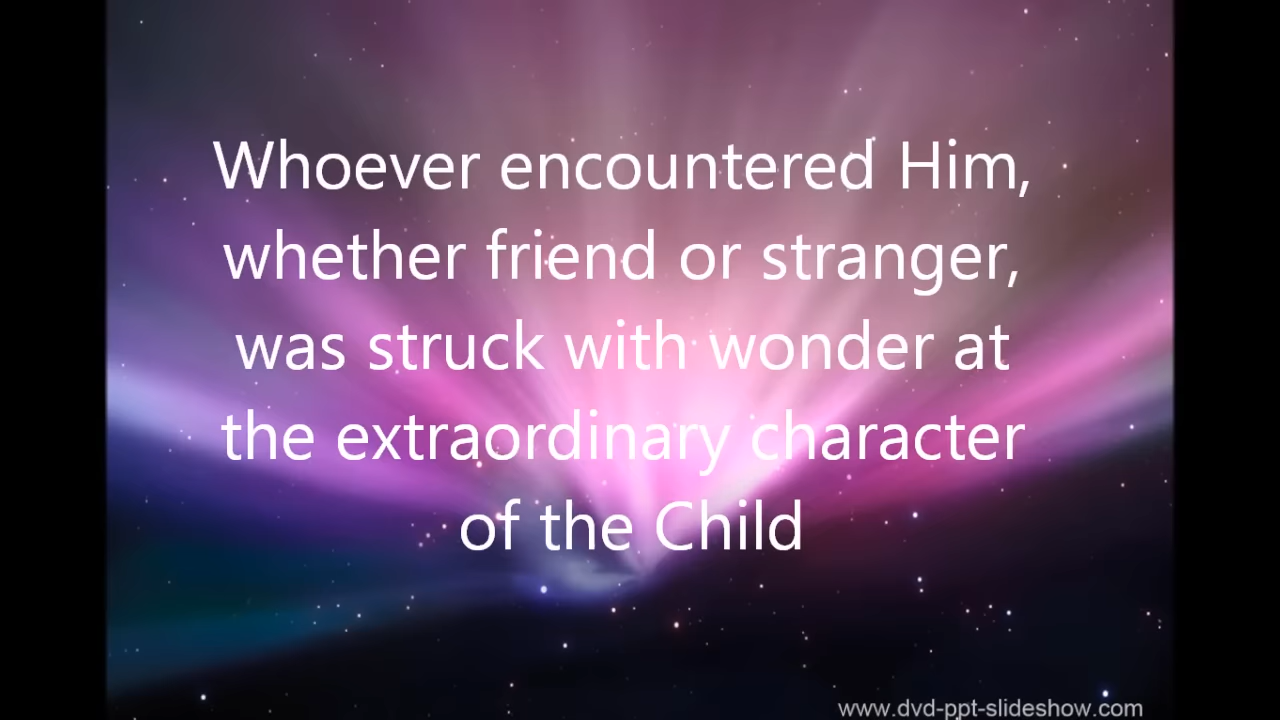 Whoever encountered Him,
whether friend or stranger,
was struck with wonder at
the extraordinary character
of the Child
www.dvd-ppt-slideshow.com